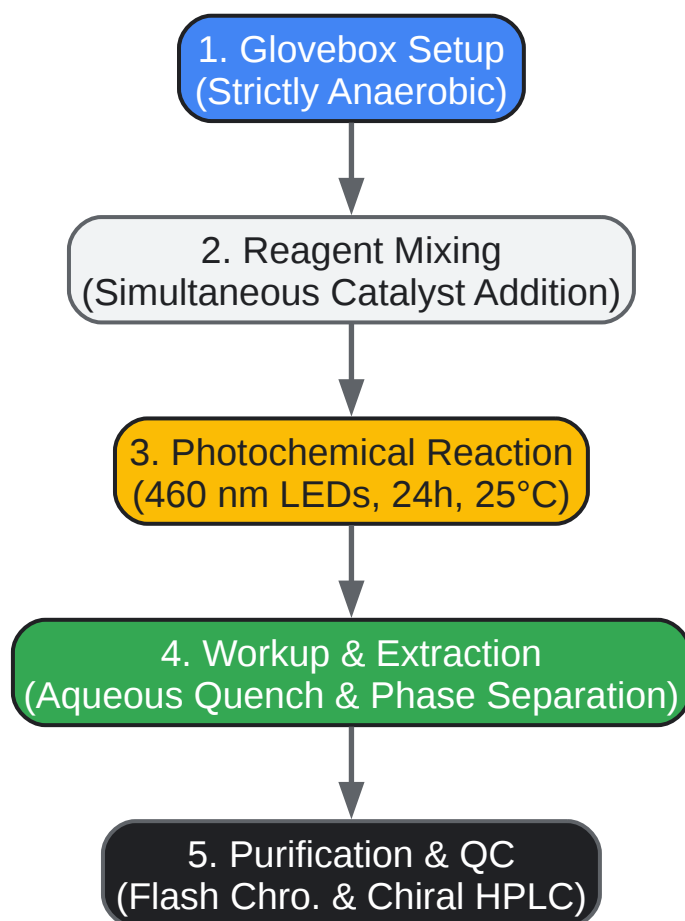 1. Glovebox Setup
(Strictly Anaerobic)
2. Reagent Mixing
(Simultaneous Catalyst Addition)
3. Photochemical Reaction
(460 nm LEDs, 24h, 25°C)
4. Workup & Extraction
(Aqueous Quench & Phase Separation)
5. Purification & QC
(Flash Chro. & Chiral HPLC)